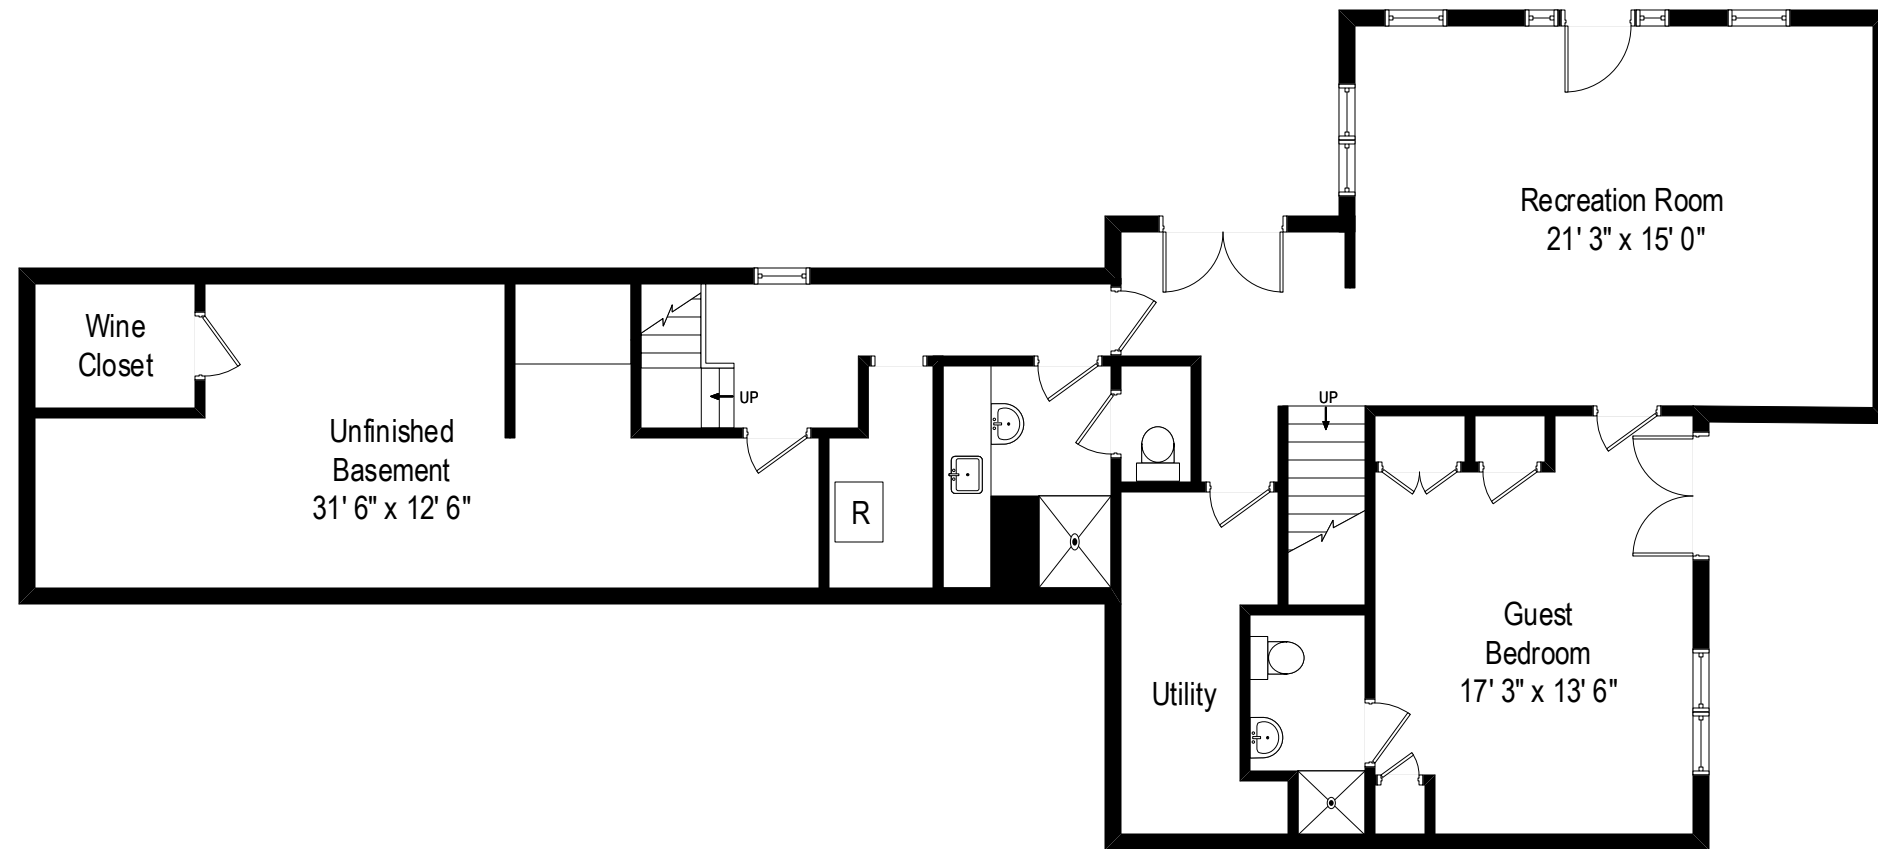 Recreation Room
21' 3" x 15' 0"
Wine
Closet
UP
UP
Unfinished
Basement
31' 6" x 12' 6"
R
Guest
Bedroom
17' 3" x 13' 6"
Utility